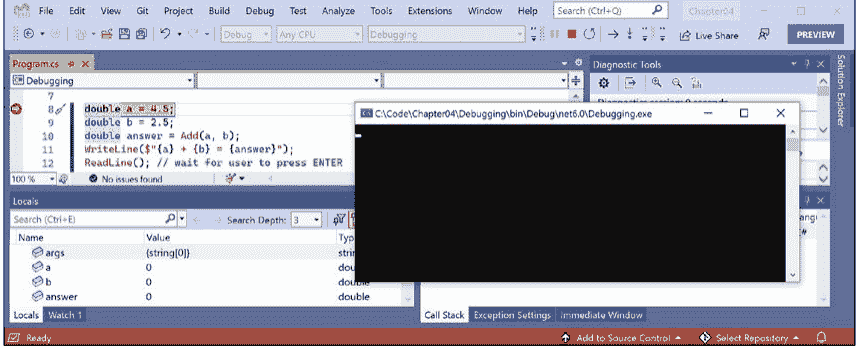 File Edit View Git Project Build Debug Test Analyze Tools Extensions Window Help Search (Ctrl+Q) Chapter04
Debug Any CPU Debugging Live Share PREVIEW
Program.cs
Debugging
Diagnostic Tools
Solution Explorer
7
8 double a = 4.5;
9 double b = 2.5;
10 double answer = Add(a, b);
11 WriteLine($"{a} + {b} = {answer}");
12 ReadLine(); // wait for user to press ENTER
100 % No issues found
C:\Code\Chapter04\Debugging\bin\Debug\net6.0\Debugging.exe
Locals
Search (Ctrl+E) Search Depth: 3
Name Value
args {string[0]}
a 0
b 0
answer 0 double
Locals Watch 1
Call Stack Exception Settings Immediate Window
Ready Add to Source Control Select Repository